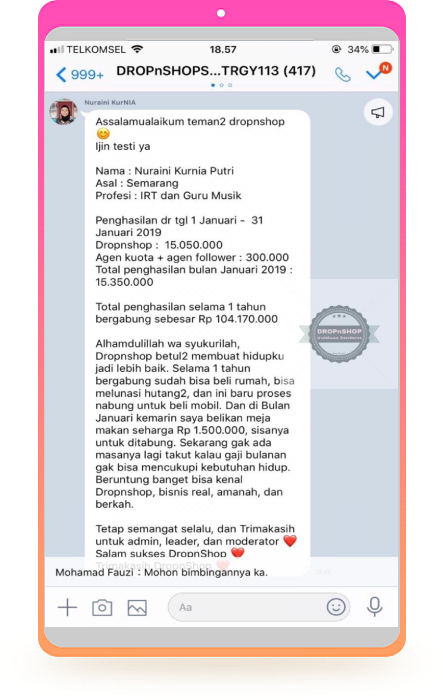 TELKOMSEL
18.57
34%
999+
DROPnSHOPS...TRGY113 (417)
N
Nuraini KurNIA
Assalamualaikum teman2 dropnshop
😊
Ijin testi ya
Nama : Nuraini Kurnia Putri
Asal : Semarang
Profesi : IRT dan Guru Musik
Penghasilan dr tgl 1 Januari - 31
Januari 2019
Dropnshop : 15.050.000
Agen kuota + agen follower : 300.000
Total penghasilan bulan Januari 2019 :
15.350.000
Total penghasilan selama 1 tahun
bergabung sebesar Rp 104.170.000
Alhamdulillah wa syukurilah,
Dropnshop betul2 membuat hidupku
jadi lebih baik. Selama 1 tahun
bergabung sudah bisa beli rumah, bisa
melunasi hutang2, dan ini baru proses
nabung untuk beli mobil. Dan di Bulan
Januari kemarin saya belikan meja
makan seharga Rp 1.500.000, sisanya
untuk ditabung. Sekarang gak ada
masanya lagi takut kalau gaji bulanan
gak bisa mencukupi kebutuhan hidup.
Beruntung banget bisa kenal
Dropnshop, bisnis real, amanah, dan
berkah.
Tetap semangat selalu, dan Trimakasih
untuk admin, leader, dan moderator ❤️
Salam sukses DropnShop ❤️
Trimakasih DropnShop ❤️
Mohamad Fauzi : Mohon bimbingannya ka.
Aa
DROPnSHOP